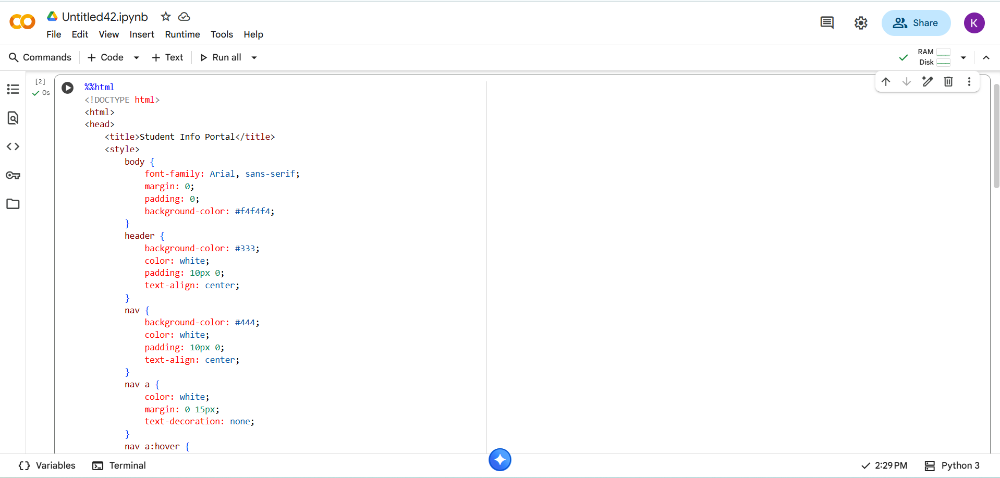 Untitled42.ipynb
File Edit View Insert Runtime Tools Help
Share
K
Commands + Code + Text Run all
RAM
Disk
[2]
0s
%%html
<!DOCTYPE html>
<html>
<head>
    <title>Student Info Portal</title>
    <style>
        body {
            font-family: Arial, sans-serif;
            margin: 0;
            padding: 0;
            background-color: #f4f4f4;
        }
        header {
            background-color: #333;
            color: white;
            padding: 10px 0;
            text-align: center;
        }
        nav {
            background-color: #444;
            color: white;
            padding: 10px 0;
            text-align: center;
        }
        nav a {
            color: white;
            margin: 0 15px;
            text-decoration: none;
        }
        nav a:hover {
Variables Terminal
2:29 PM Python 3